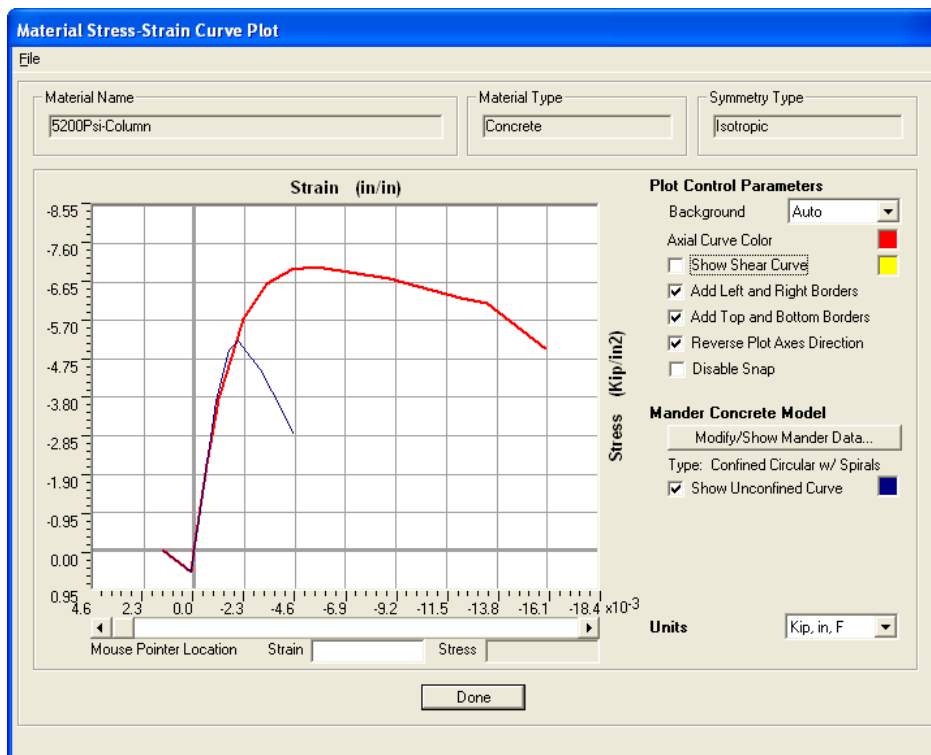 Material Stress-Strain Curve Plot
File
Material Name
5200Psi-Column
Material Type
Concrete
Symmetry Type
Isotropic
Strain (in/in)
-8.55
-7.60
-6.65
-5.70
-4.75
-3.80
-2.85
-1.90
-0.95
0.00
0.95
4.6 2.3 0.0 -2.3 -4.6 -6.9 -9.2 -11.5 -13.8 -16.1 -18.4 x10-3
Stress (Kip/in2)
Mouse Pointer Location Strain Stress
Plot Control Parameters
Background Auto
Axial Curve Color
Show Shear Curve
Add Left and Right Borders
Add Top and Bottom Borders
Reverse Plot Axes Direction
Disable Snap
Mander Concrete Model
Modify/Show Mander Data...
Type: Confined Circular w/ Spirals
Show Unconfined Curve
Units Kip, in, F
Done